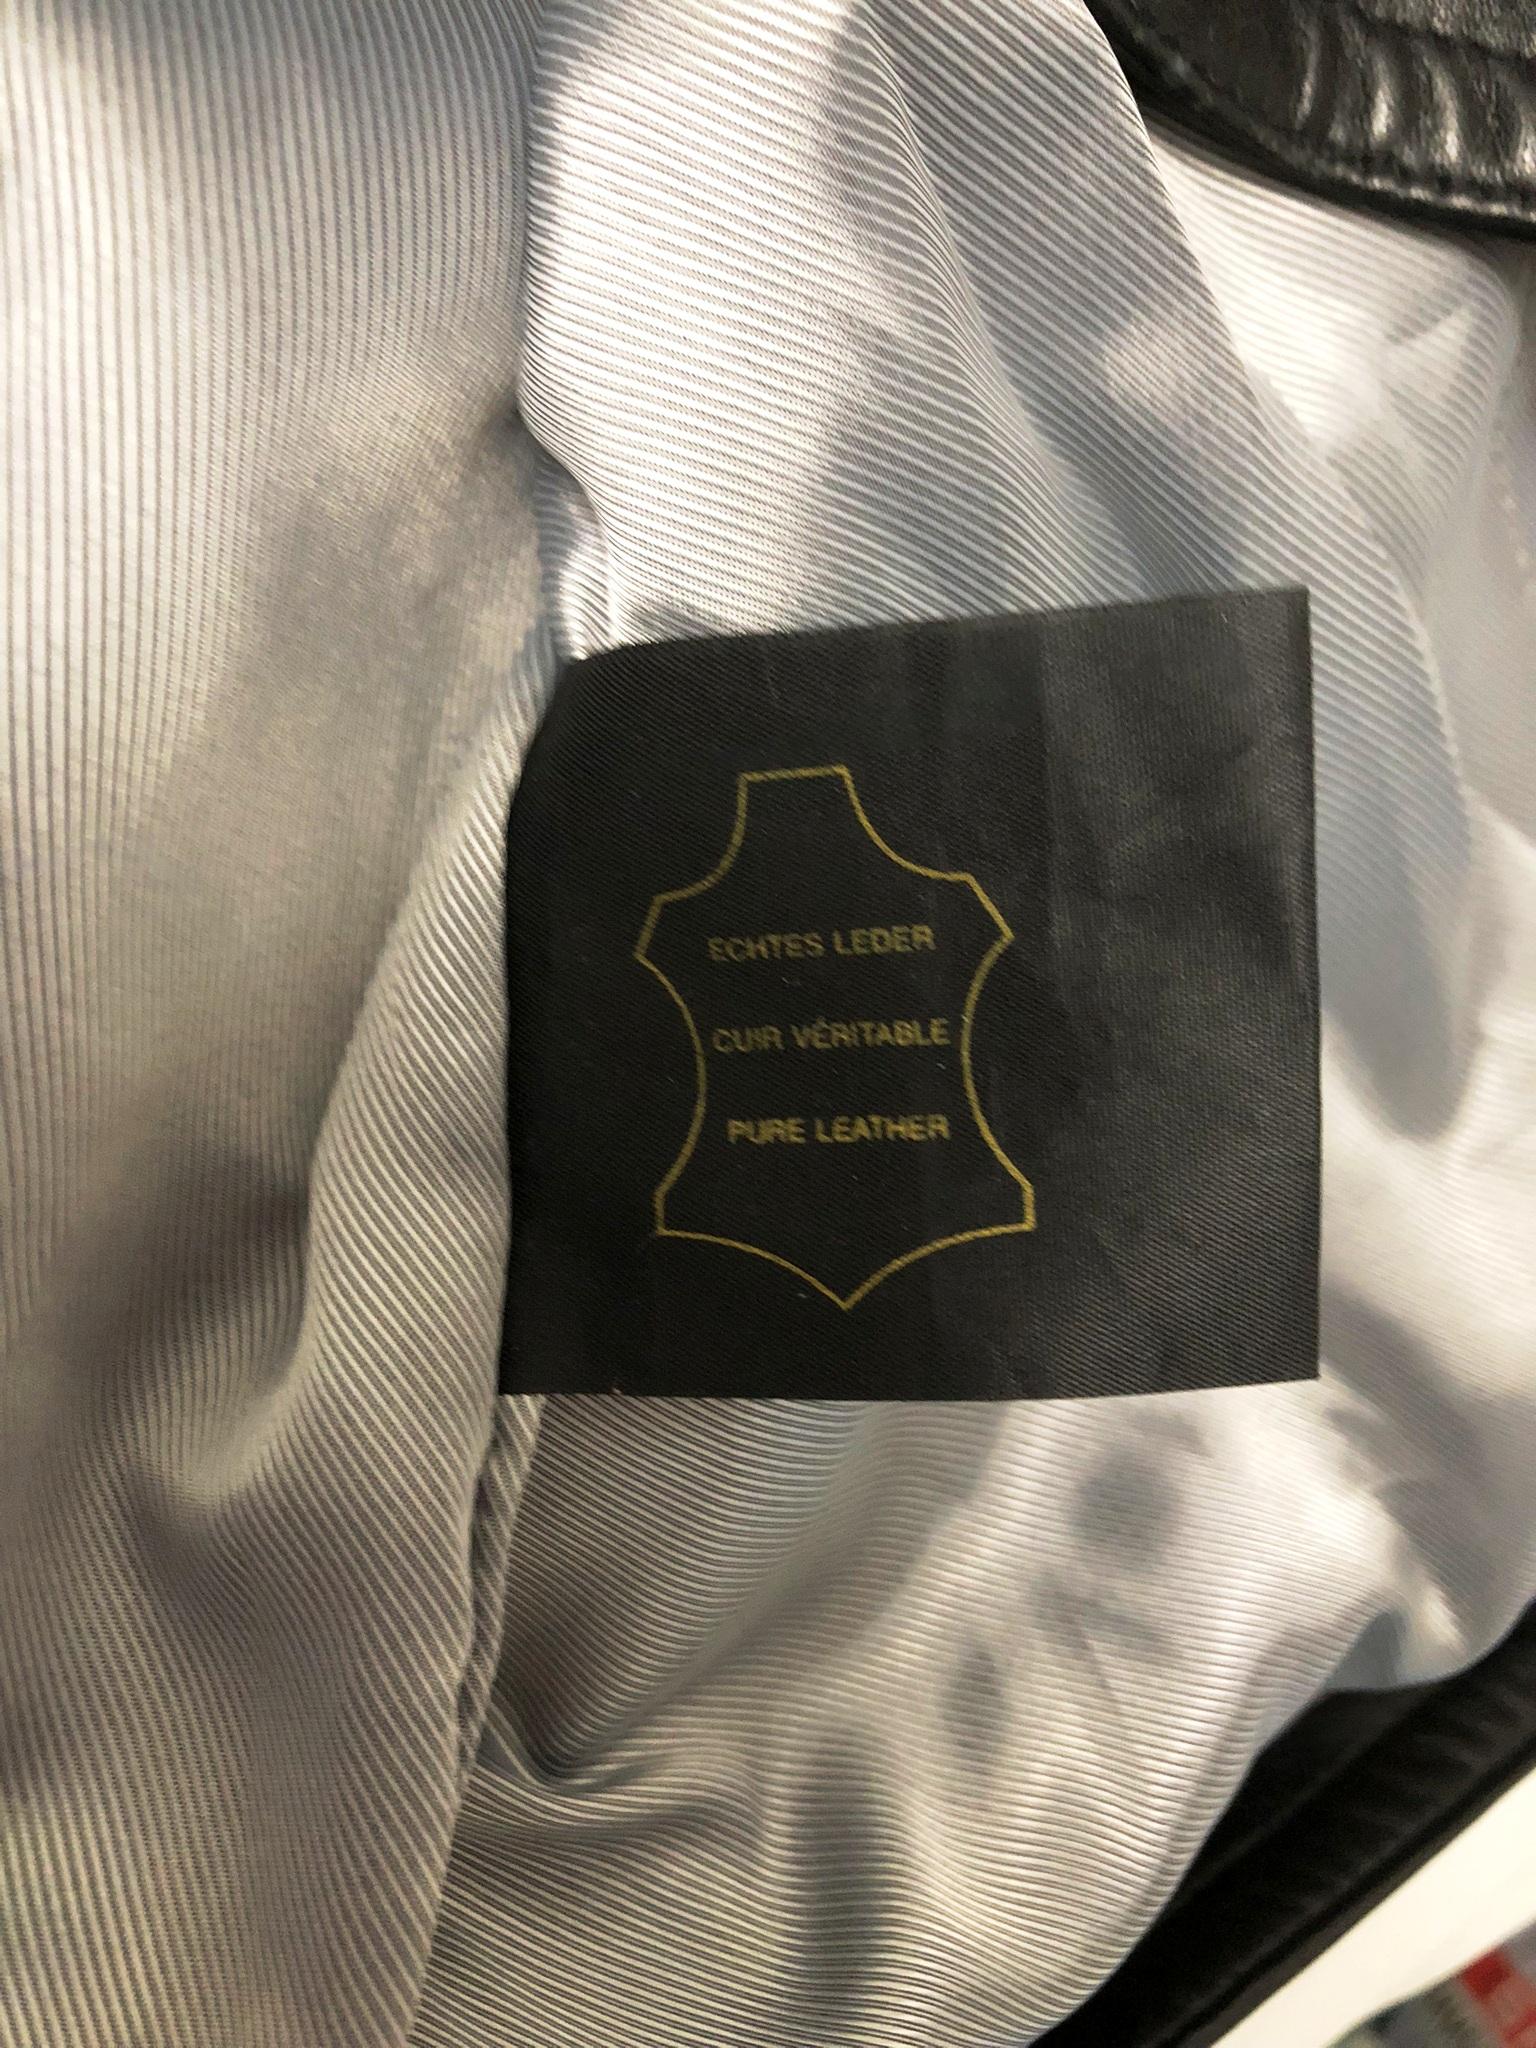 ECHTES LEDER
CUIR VÉRITABLE
PURE LEATHER